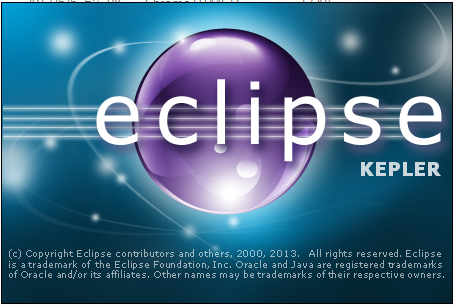 eclipse
KEPLER
(c) Copyright Eclipse contributors and others, 2000, 2013.   All rights reserved. Eclipse
is a trademark of the Eclipse Foundation, Inc. Oracle and Java are registered trademarks
of Oracle and/or its affiliates. Other names may be trademarks of their respective owners.